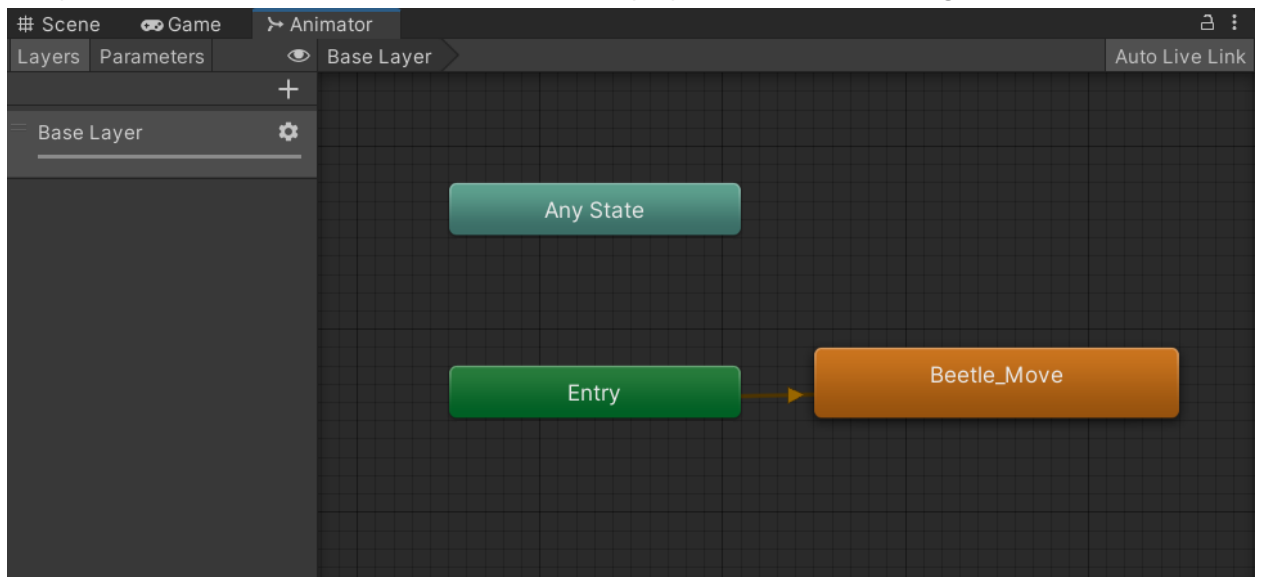 Scene Game Animator
Layers Parameters Base Layer Auto Live Link
Base Layer
Any State
Beetle_Move
Entry